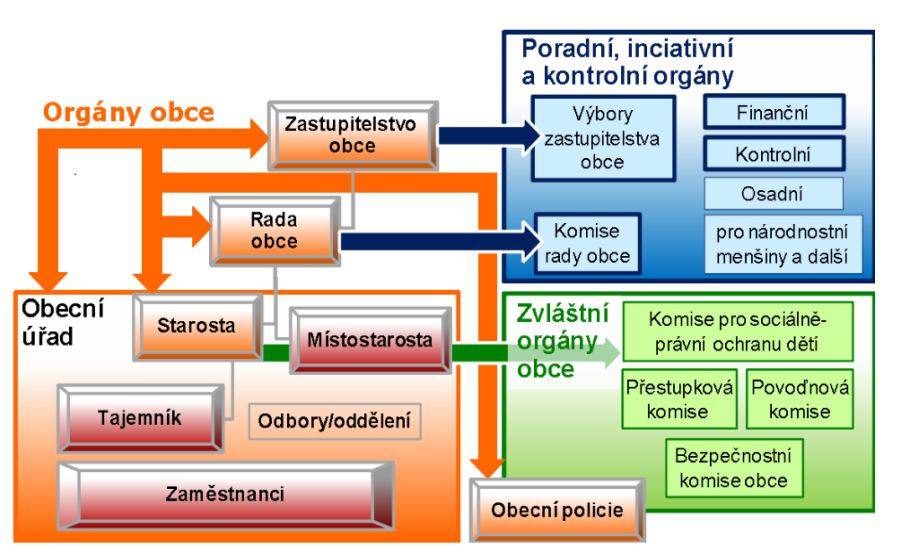 Orgány obce
Zastupitelstvo
obce
Rada
obce
Poradní, inciativní
a kontrolní orgány
Výbory
zastupitelstva
obce
Finanční
Kontrolní
Osadní
pro národnostní
menšiny a další
Komise
rady obce
Obecní
úřad
Starosta
Místostarosta
Tajemník
Odbory/oddělení
Zaměstnanci
Zvláštní
orgány
obce
Komise pro sociálně-
právní ochranu dětí
Přestupková
komise
Povoďnová
komise
Bezpečnostní
komise obce
Obecní policie